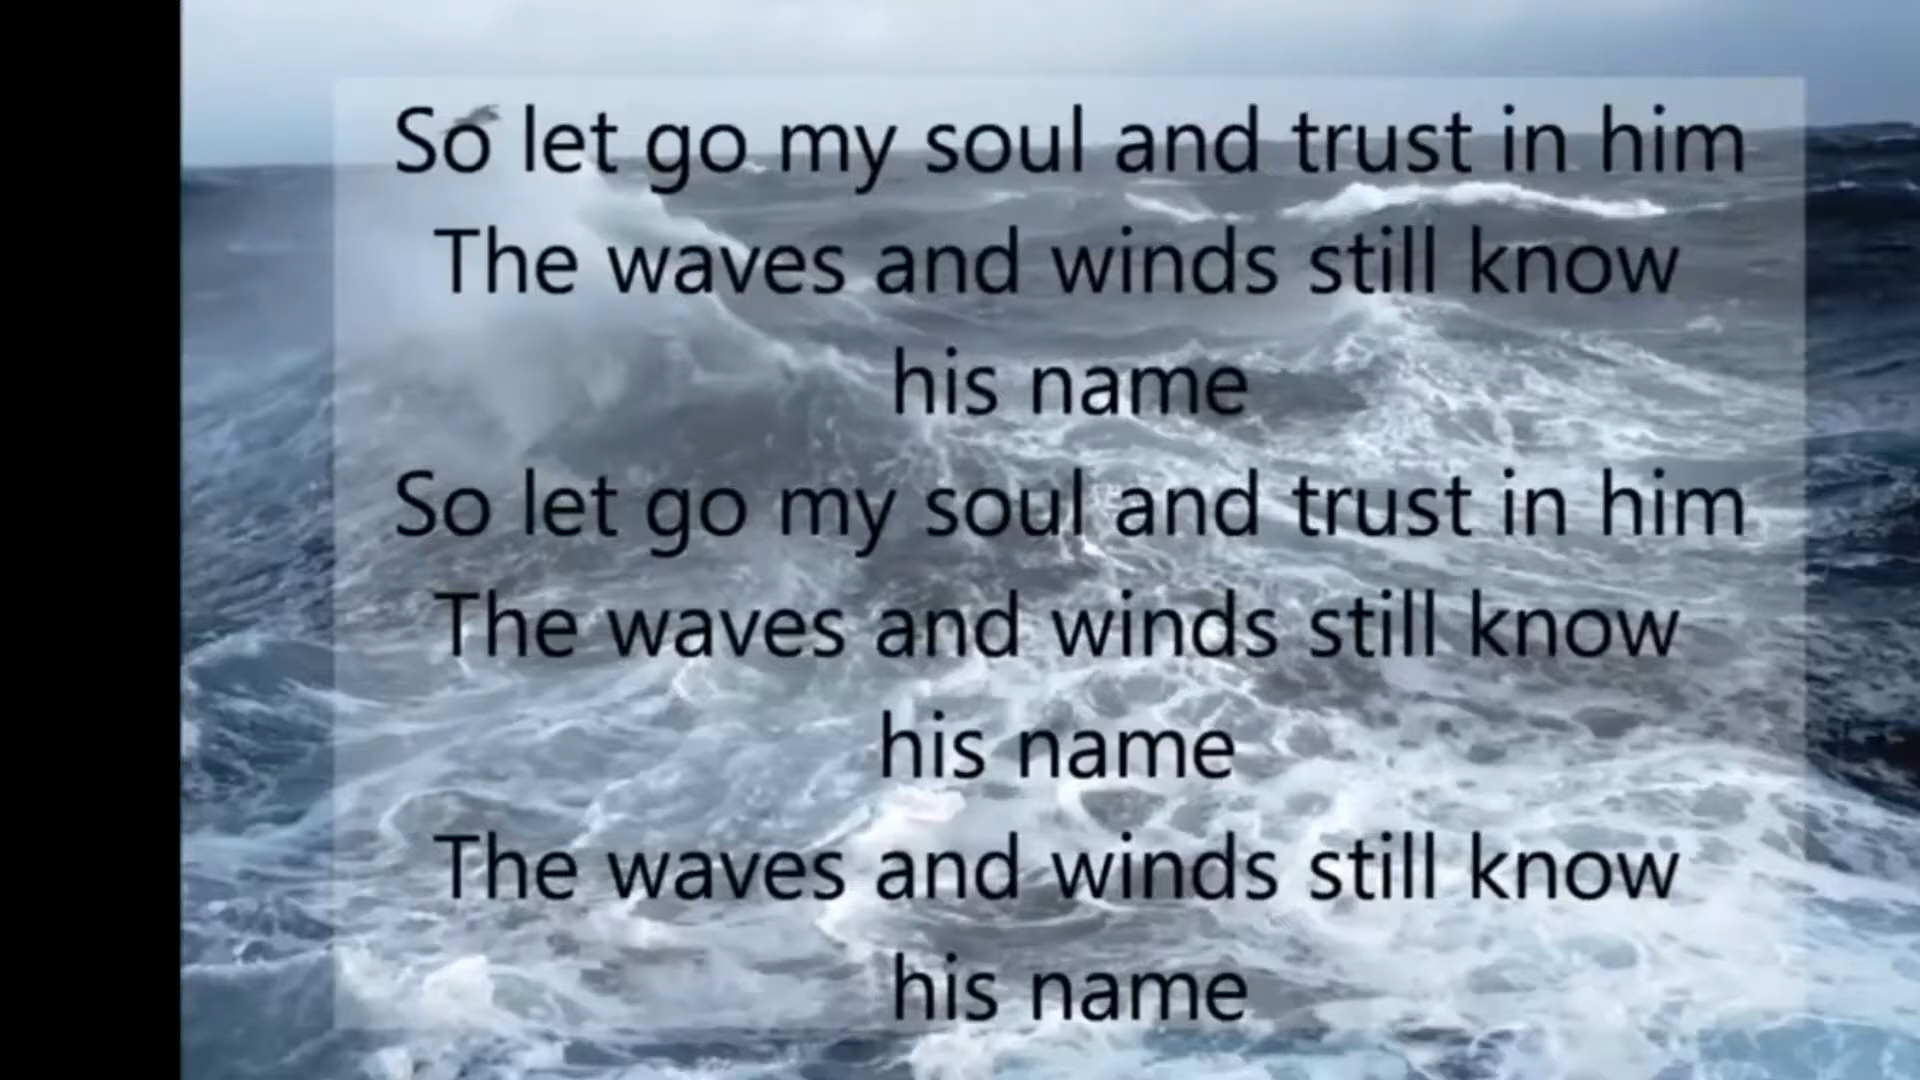 So let go my soul and trust in him
The waves and winds still know
his name
So let go my soul and trust in him
The waves and winds still know
his name
The waves and winds still know
his name